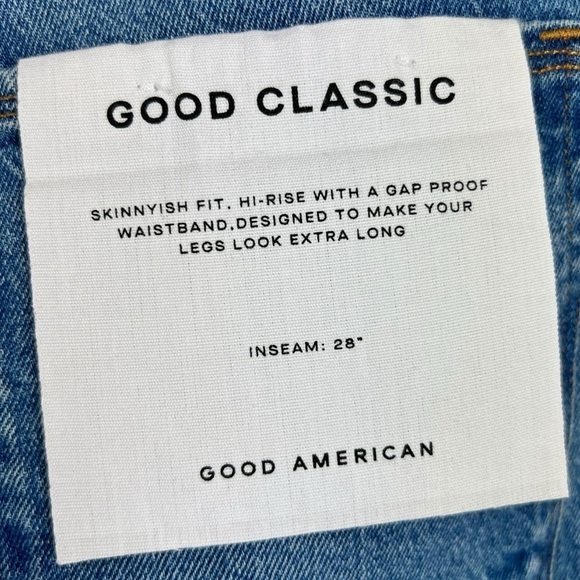 GOOD CLASSIC
SKINNYISH FIT. HI-RISE WITH A GAP PROOF
WAISTBAND.DESIGNED TO MAKE YOUR
LEGS LOOK EXTRA LONG
INSEAM: 28"
GOOD AMERICAN